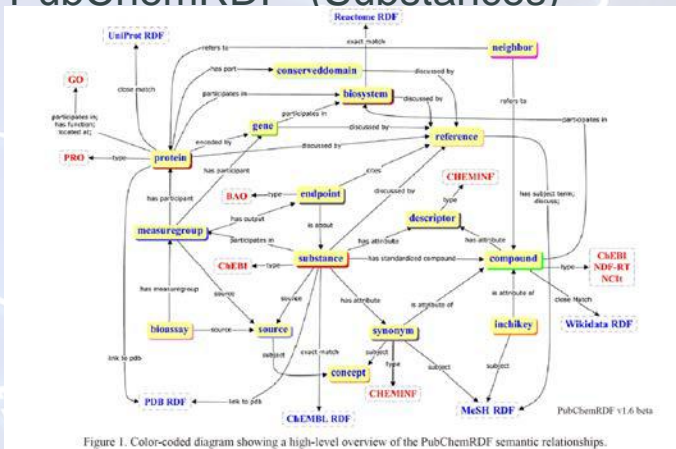 PubChemRDF (Substances)
Reactome RDF
UniProt RDF
exact_match
refers to
neighbor
has part
conserveddomain
discussed by
GO
close match
participates in
biosystem
refers to
participates in;
has function;
located at;
gene
participates in
discussed by
participates in
encoded by
discussed by
reference
PRO
type
protein
discussed by
has participant
cites
CHEMINF
has participant
endpoint
BAO
type
discussed by
type
has subject term;
discuss;
measuregroup
has output
is about
descriptor
participates in
has attribute
has attribute
ChEBI
type
substance
has standardized compound
compound
type
ChEBI
NDF-RT
NCIt
has measuregroup
source
source
has attribute
is attribute of
is attribute of
close Match
bioassay
source
source
synonym
inchikey
Wikidata RDF
link to pdb
subject
exact_match
subject
type
subject
subject
concept
CHEMINF
PDB RDF
link to pdb
ChEMBL RDF
MeSH RDF
PubChemRDF v1.6 beta
Figure 1. Color-coded diagram showing a high-level overview of the PubChemRDF semantic relationships.